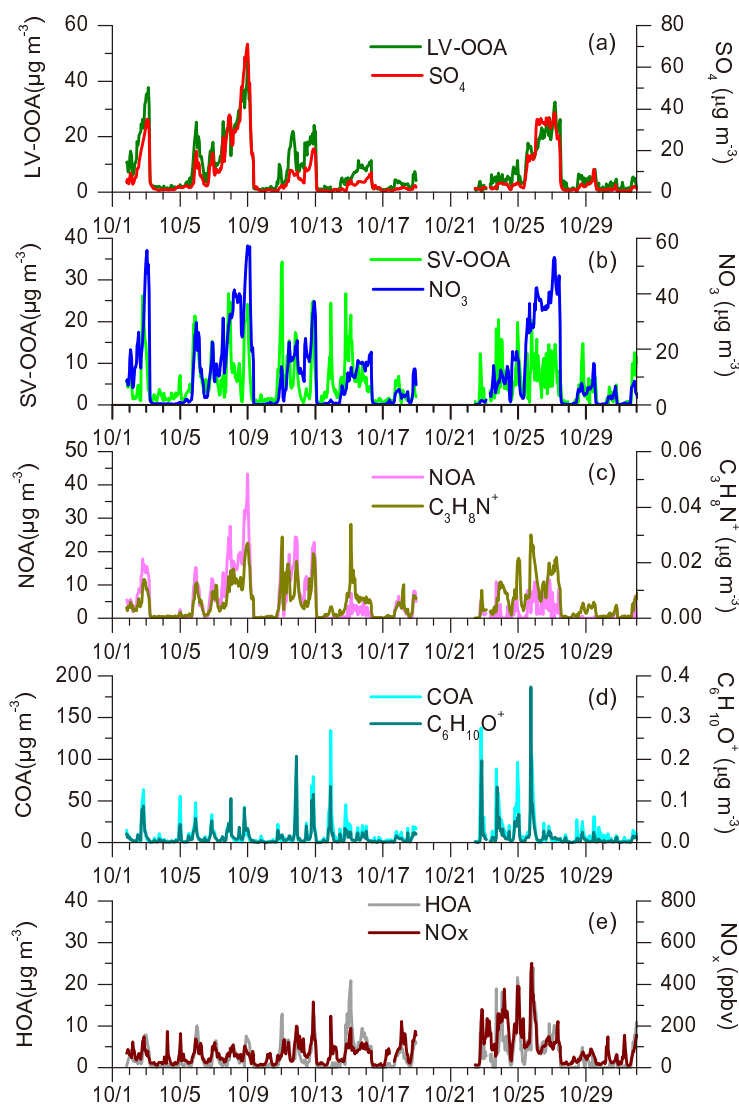 60
80
(a)
LV-OOA
SO4
40
60
40
20
20
0
0
LV-OOA(µg m-3)
SO4 (µg m-3)
10/1 10/5 10/9 10/13 10/17 10/21 10/25 10/29
40
60
(b)
SV-OOA
NO3
30
40
20
20
10
0
0
SV-OOA(µg m-3)
NO3 (µg m-3)
10/1 10/5 10/9 10/13 10/17 10/21 10/25 10/29
50
0.06
(c)
NOA
C3H8N+
40
0.04
30
20
0.02
10
0
0.00
NOA(µg m-3)
C3H8N+ (µg m-3)
10/1 10/5 10/9 10/13 10/17 10/21 10/25 10/29
200
0.4
(d)
COA
C6H10O+
150
0.3
100
0.2
50
0.1
0
0.0
COA(µg m-3)
C6H10O+ (µg m-3)
10/1 10/5 10/9 10/13 10/17 10/21 10/25 10/29
40
800
(e)
HOA
NOx
30
600
20
400
10
200
0
0
HOA(µg m-3)
NOx (ppbv)
10/1 10/5 10/9 10/13 10/17 10/21 10/25 10/29